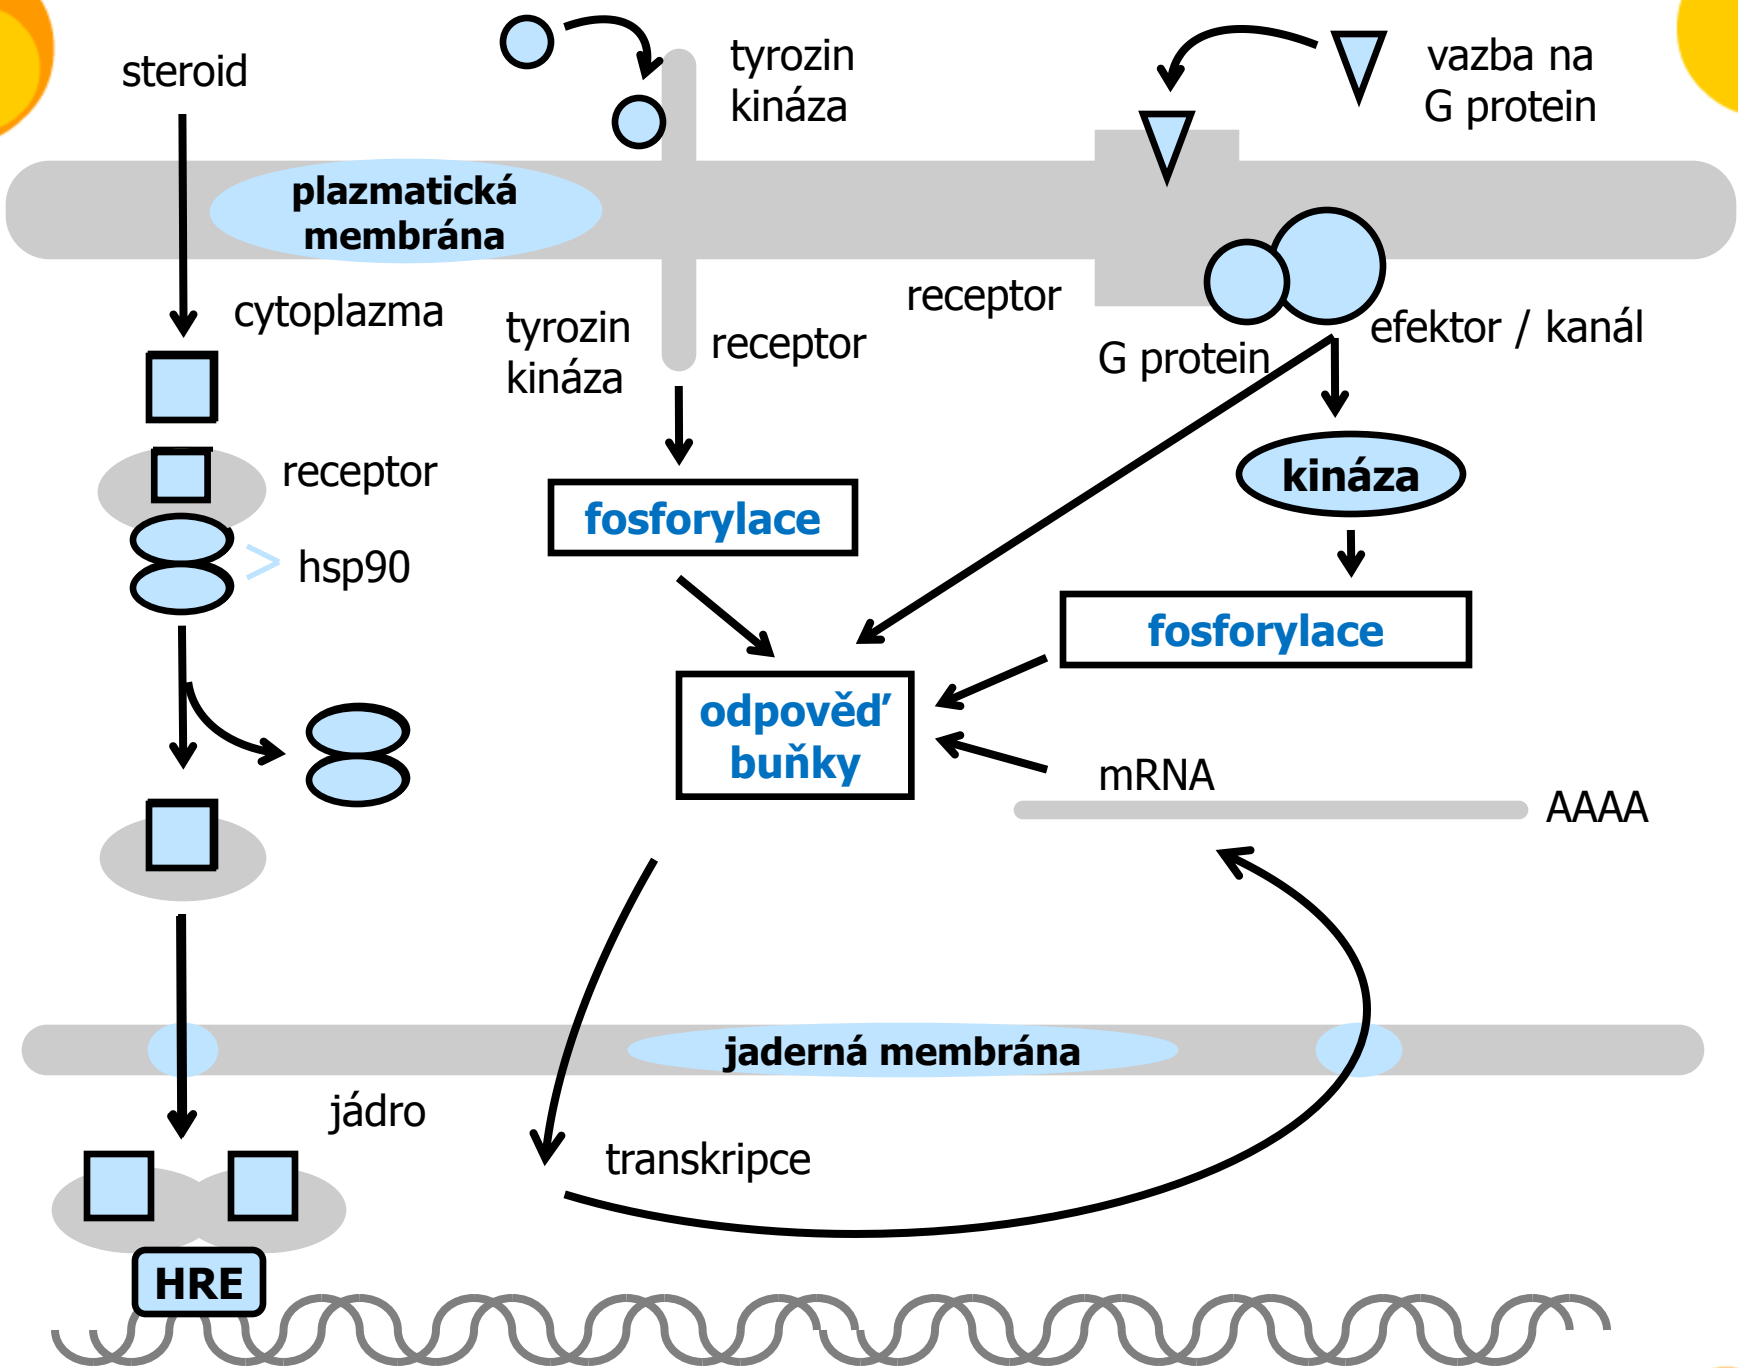 steroid
tyrozin
kináza
vazba na
G protein
plazmatická
membrána
cytoplazma
tyrozin
kináza
receptor
receptor
G protein
efektor / kanál
receptor
hsp90
fosforylace
kináza
fosforylace
odpověď
buňky
mRNA
AAAA
jaderná membrána
jádro
transkripce
HRE